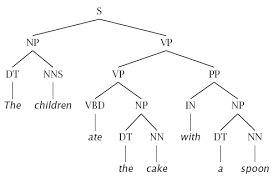 S
NP VP
DT NNS VP PP
The children VBD NP IN NP
ate DT NN with DT NN
the cake a spoon